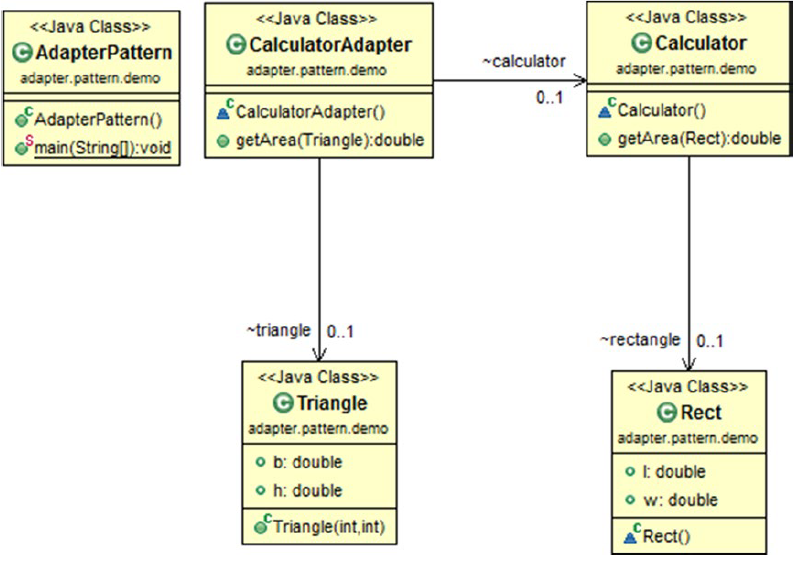 <<Java Class>>
AdapterPattern
adapter.pattern.demo
AdapterPattern()
main(String[]):void
<<Java Class>>
CalculatorAdapter
adapter.pattern.demo
CalculatorAdapter()
getArea(Triangle):double
~calculator
0..1
<<Java Class>>
Calculator
adapter.pattern.demo
Calculator()
getArea(Rect):double
~triangle 0..1
<<Java Class>>
Triangle
adapter.pattern.demo
b: double
h: double
Triangle(int,int)
~rectangle 0..1
<<Java Class>>
Rect
adapter.pattern.demo
l: double
w: double
Rect()